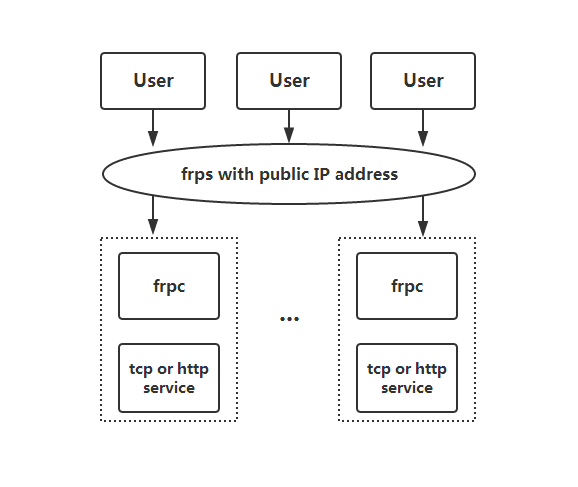 User
User
User
frps with public IP address
frpc
frpc
...
tcp or http
service
tcp or http
service